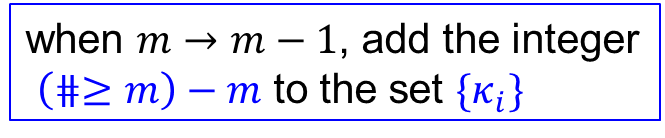 when 𝑚 → 𝑚 − 1, add the integer
(#≥ 𝑚) − 𝑚 to the set {𝜅ᵢ}